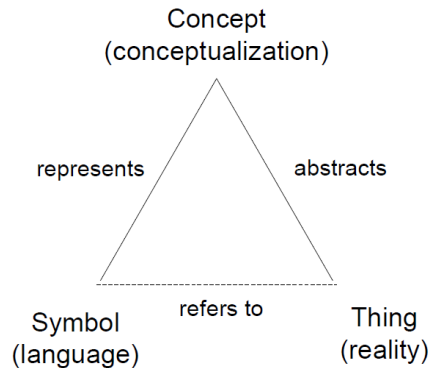 Concept
(conceptualization)
represents
abstracts
refers to
Symbol
(language)
Thing
(reality)